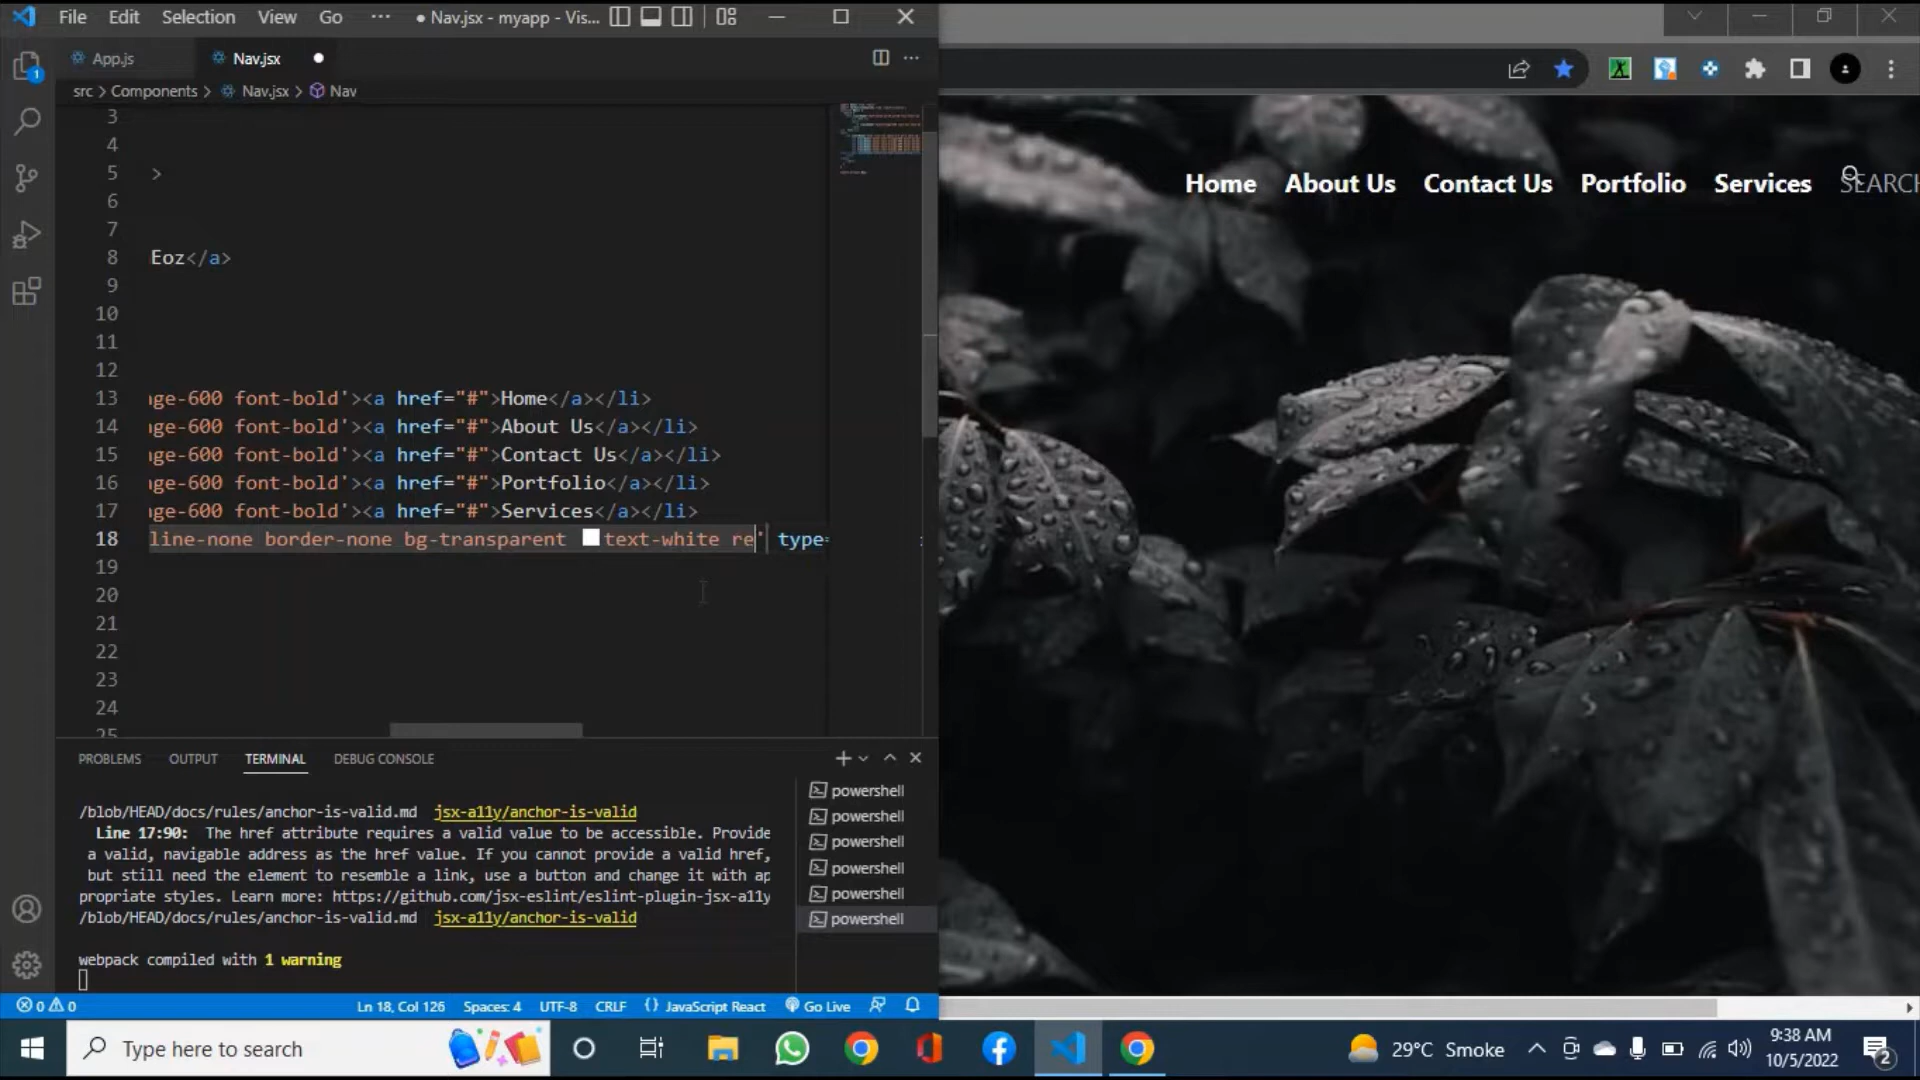 File Edit Selection View Go ··· ● Nav.jsx - myapp - Vis...
App.js Nav.jsx ●
src > Components > Nav.jsx > Nav
3
4
5 >
6
7
8 Eoz</a>
9
10
11
12
13 age-600 font-bold'><a href="#">Home</a></li>
14 age-600 font-bold'><a href="#">About Us</a></li>
15 age-600 font-bold'><a href="#">Contact Us</a></li>
16 age-600 font-bold'><a href="#">Portfolio</a></li>
17 age-600 font-bold'><a href="#">Services</a></li>
18 line-none border-none bg-transparent text-white re' type=
19
20
21
22
23
24
25
PROBLEMS OUTPUT TERMINAL DEBUG CONSOLE
/blob/HEAD/docs/rules/anchor-is-valid.md jsx-a11y/anchor-is-valid
Line 17:90: The href attribute requires a valid value to be accessible. Provide
a valid, navigable address as the href value. If you cannot provide a valid href,
but still need the element to resemble a link, use a button and change it with ap
propriate styles. Learn more: https://github.com/jsx-eslint/eslint-plugin-jsx-a11y
/blob/HEAD/docs/rules/anchor-is-valid.md jsx-a11y/anchor-is-valid
webpack compiled with 1 warning
powershell
powershell
powershell
powershell
powershell
powershell
0 0 Ln 18, Col 126 Spaces: 4 UTF-8 CRLF {} JavaScript React Go Live
Home About Us Contact Us Portfolio Services SEARCH
Type here to search
29°C Smoke
9:38 AM
10/5/2022
2
1